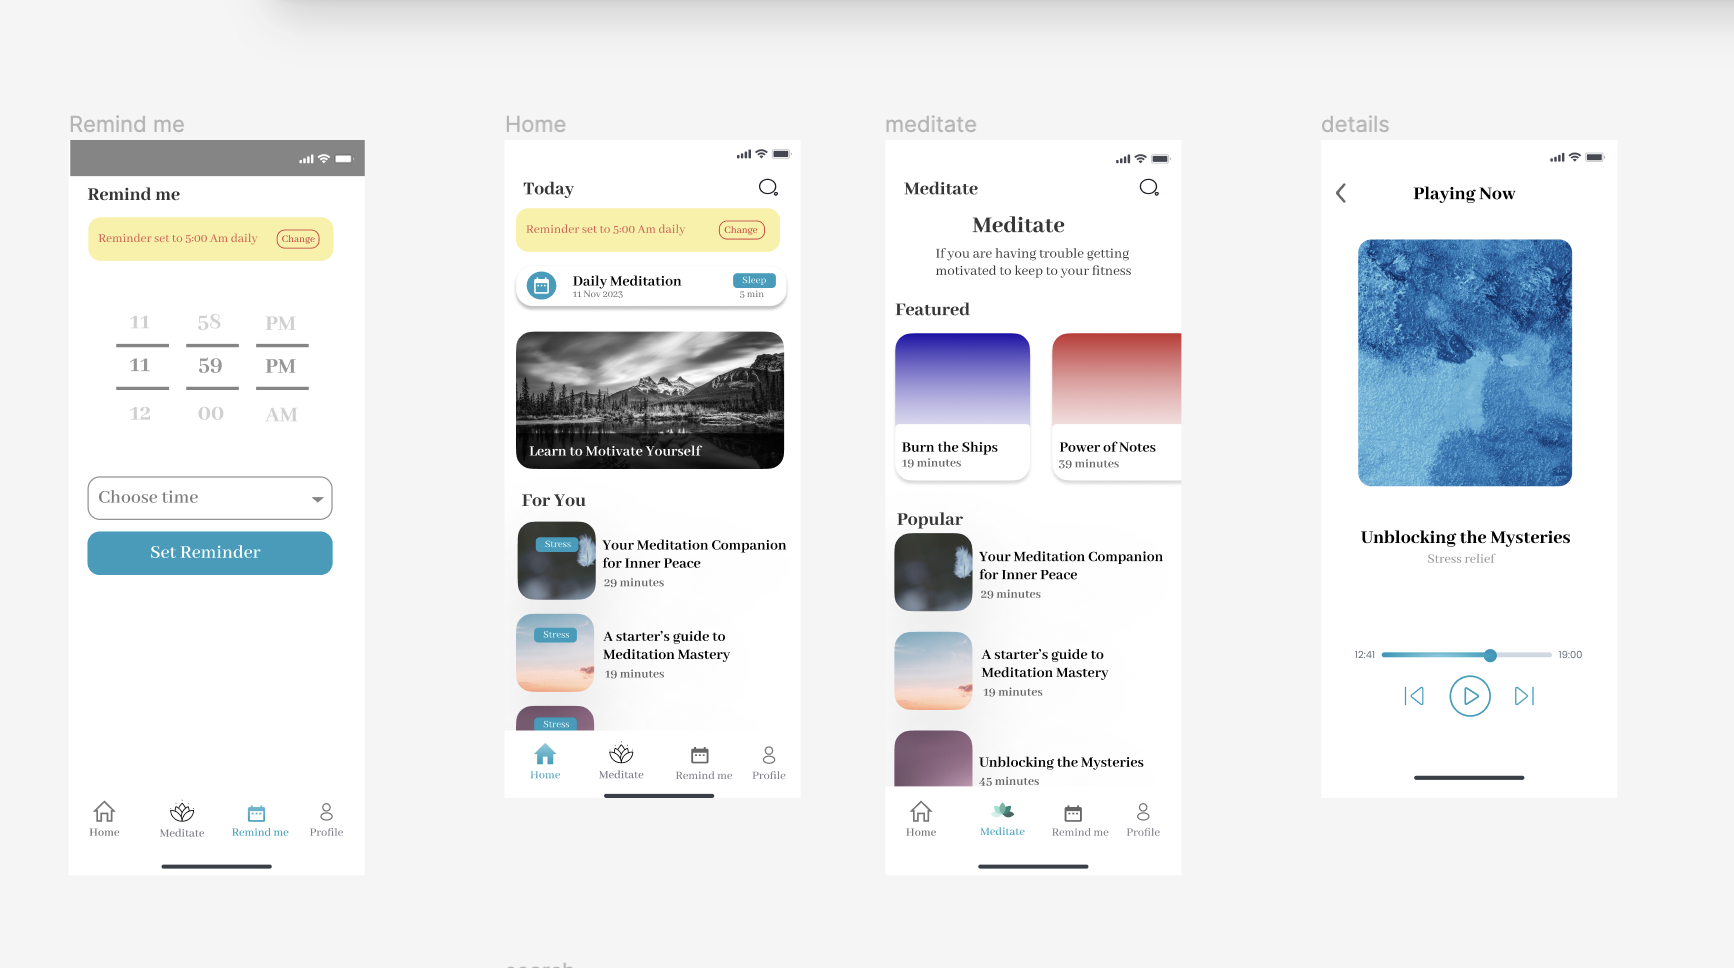 Remind me
Remind me
Reminder set to 5:00 Am daily
Change
11 58 PM
11 59 PM
12 00 AM
Choose time
Set Reminder
Home Meditate Remind me Profile
Home
Today
Reminder set to 5:00 Am daily
Change
Daily Meditation
11 Nov 2023
Sleep
5 min
Learn to Motivate Yourself
For You
Stress
Your Meditation Companion
for Inner Peace
29 minutes
Stress
A starter's guide to
Meditation Mastery
19 minutes
Stress
Home Meditate Remind me Profile
meditate
Meditate
Meditate
If you are having trouble getting
motivated to keep to your fitness
Featured
Burn the Ships
19 minutes
Power of Notes
39 minutes
Popular
Your Meditation Companion
for Inner Peace
29 minutes
A starter's guide to
Meditation Mastery
19 minutes
Unblocking the Mysteries
45 minutes
Home Meditate Remind me Profile
details
Playing Now
Unblocking the Mysteries
Stress relief
12:41 19:00
search